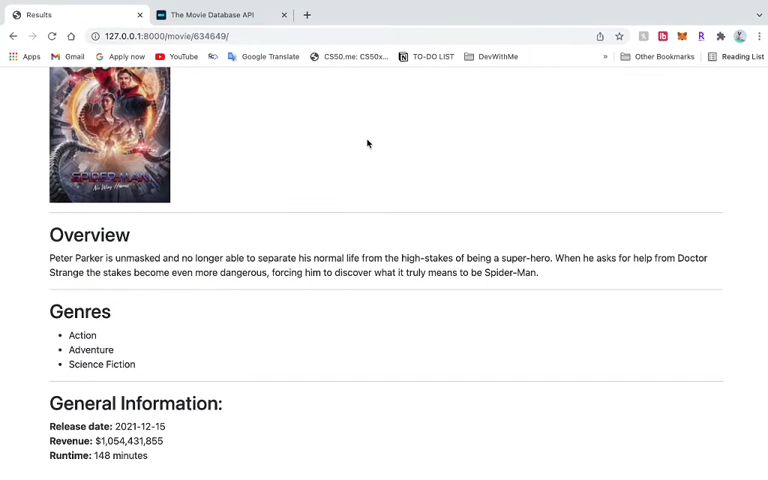 Results
The Movie Database API
127.0.0.1:8000/movie/634649/
Apps
Gmail
Apply now
YouTube
Google Translate
CS50.me: CS50x...
TO-DO LIST
DevWithMe
»
Other Bookmarks
Reading List
SPIDER-MAN
No Way Home
Overview
Peter Parker is unmasked and no longer able to separate his normal life from the high-stakes of being a super-hero. When he asks for help from Doctor
Strange the stakes become even more dangerous, forcing him to discover what it truly means to be Spider-Man.
Genres
• Action
• Adventure
• Science Fiction
General Information:
Release date: 2021-12-15
Revenue: $1,054,431,855
Runtime: 148 minutes